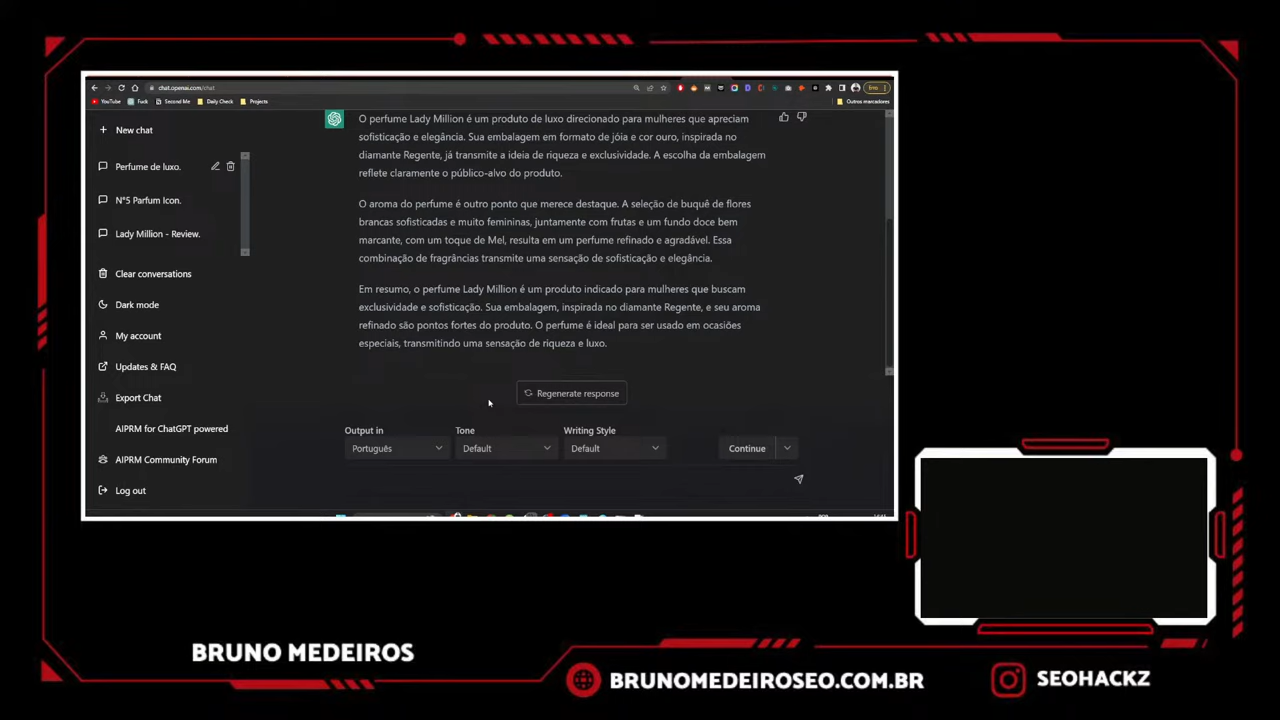 chat.openai.com/chat
YouTube
Fuck
Second Me
Daily Check
Projects
Outros marcadores
New chat
Perfume de luxo.
N°5 Parfum Icon.
Lady Million - Review.
Clear conversations
Dark mode
My account
Updates & FAQ
Export Chat
AIPRM for ChatGPT powered
AIPRM Community Forum
Log out
O perfume Lady Million é um produto de luxo direcionado para mulheres que apreciam
sofisticação e elegância. Sua embalagem em formato de jóia e cor ouro, inspirada no
diamante Regente, já transmite a ideia de riqueza e exclusividade. A escolha da embalagem
reflete claramente o público-alvo do produto.
O aroma do perfume é outro ponto que merece destaque. A seleção de buquê de flores
brancas sofisticadas e muito femininas, juntamente com frutas e um fundo doce bem
marcante, com um toque de Mel, resulta em um perfume refinado e agradável. Essa
combinação de fragrâncias transmite uma sensação de sofisticação e elegância.
Em resumo, o perfume Lady Million é um produto indicado para mulheres que buscam
exclusividade e sofisticação. Sua embalagem, inspirada no diamante Regente, e seu aroma
refinado são pontos fortes do produto. O perfume é ideal para ser usado em ocasiões
especiais, transmitindo uma sensação de riqueza e luxo.
Regenerate response
Output in
Tone
Writing Style
Português
Default
Default
Continue
BRUNO MEDEIROS
BRUNOMEDEIROSEO.COM.BR
SEOHACKZ